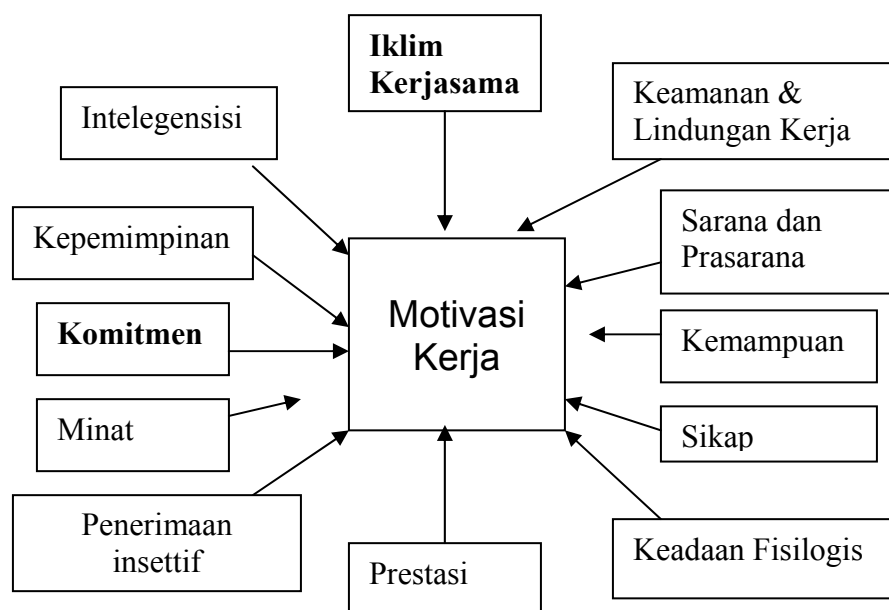 Iklim
Kerjasama
Intelegensisi
Keamanan &
Lindungan Kerja
Kepemimpinan
Sarana dan
Prasarana
Motivasi
Kerja
Komitmen
Kemampuan
Minat
Sikap
Penerimaan
insettif
Prestasi
Keadaan Fisilogis